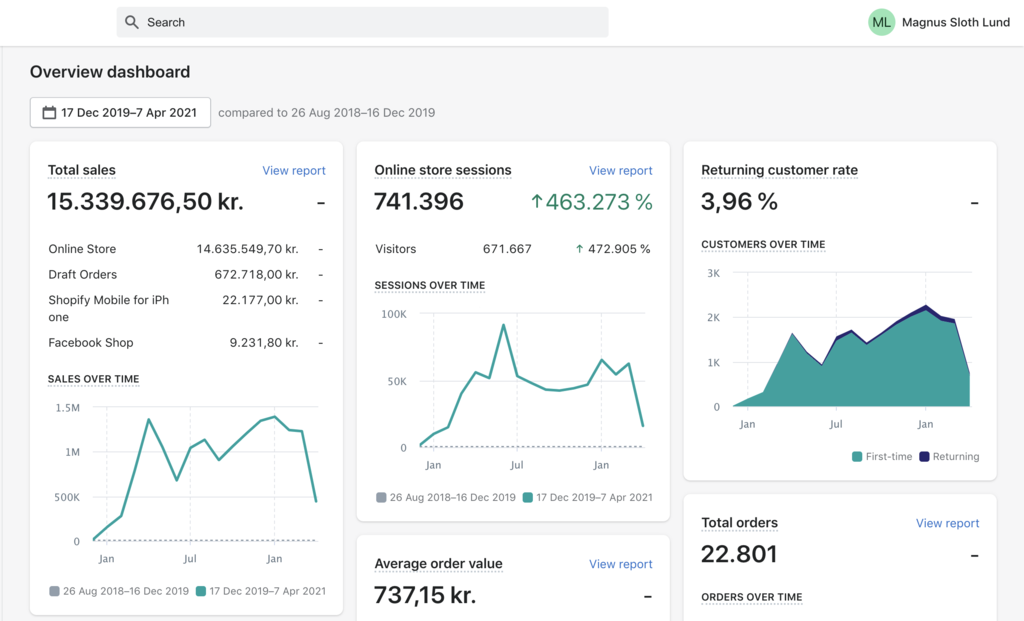 Search
ML Magnus Sloth Lund
Overview dashboard
17 Dec 2019–7 Apr 2021 compared to 26 Aug 2018–16 Dec 2019
Total sales View report
15.339.676,50 kr. -
Online Store 14.635.549,70 kr. -
Draft Orders 672.718,00 kr. -
Shopify Mobile for iPh 22.177,00 kr. -
one
Facebook Shop 9.231,80 kr. -
SALES OVER TIME
1.5M
1M
500K
0
Jan Jul Jan
26 Aug 2018–16 Dec 2019 17 Dec 2019–7 Apr 2021
Online store sessions View report
741.396 ↑463.273 %
Visitors 671.667 ↑ 472.905 %
SESSIONS OVER TIME
100K
50K
0
Jan Jul Jan
26 Aug 2018–16 Dec 2019 17 Dec 2019–7 Apr 2021
Average order value View report
737,15 kr. -
Returning customer rate
3,96 % -
CUSTOMERS OVER TIME
3K
2K
1K
0
Jan Jul Jan
First-time Returning
Total orders View report
22.801 -
ORDERS OVER TIME